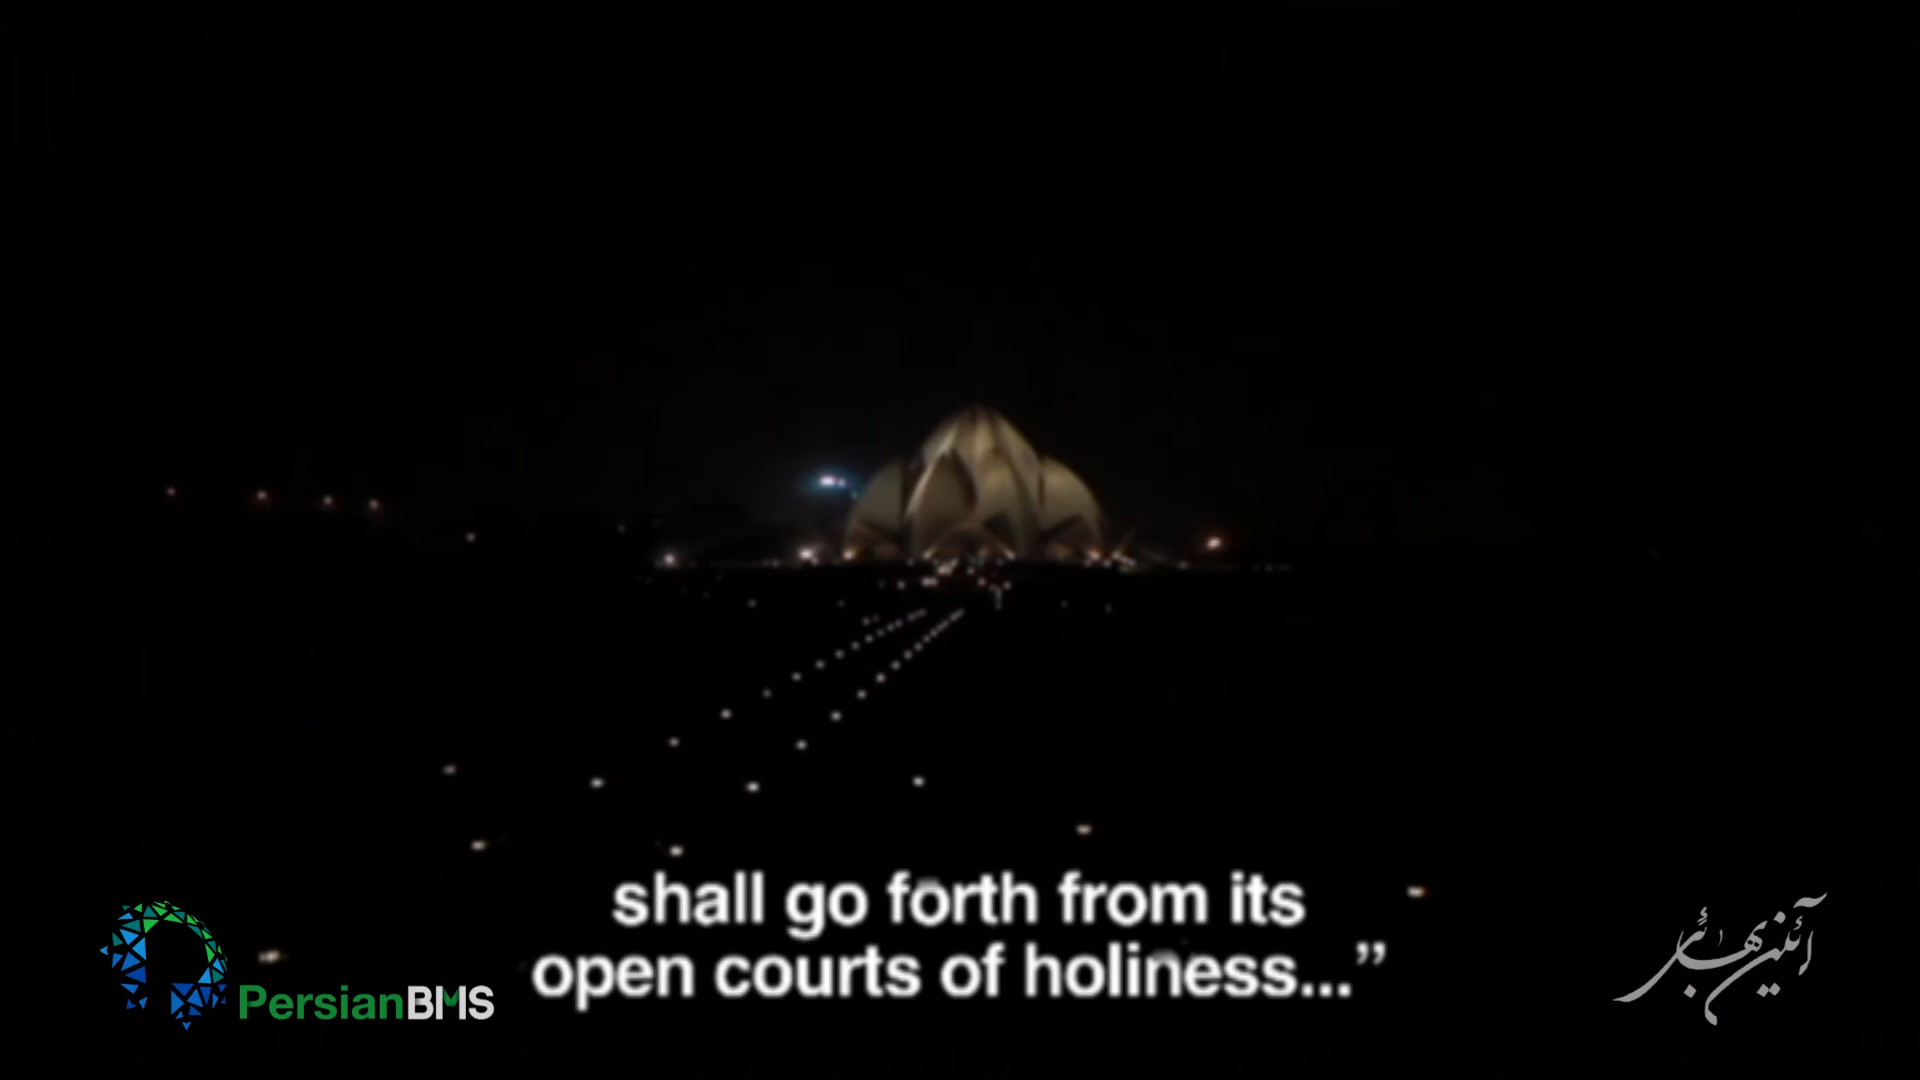 shall go forth from its
open courts of holiness...”
PersianBMS
آئین بهائی